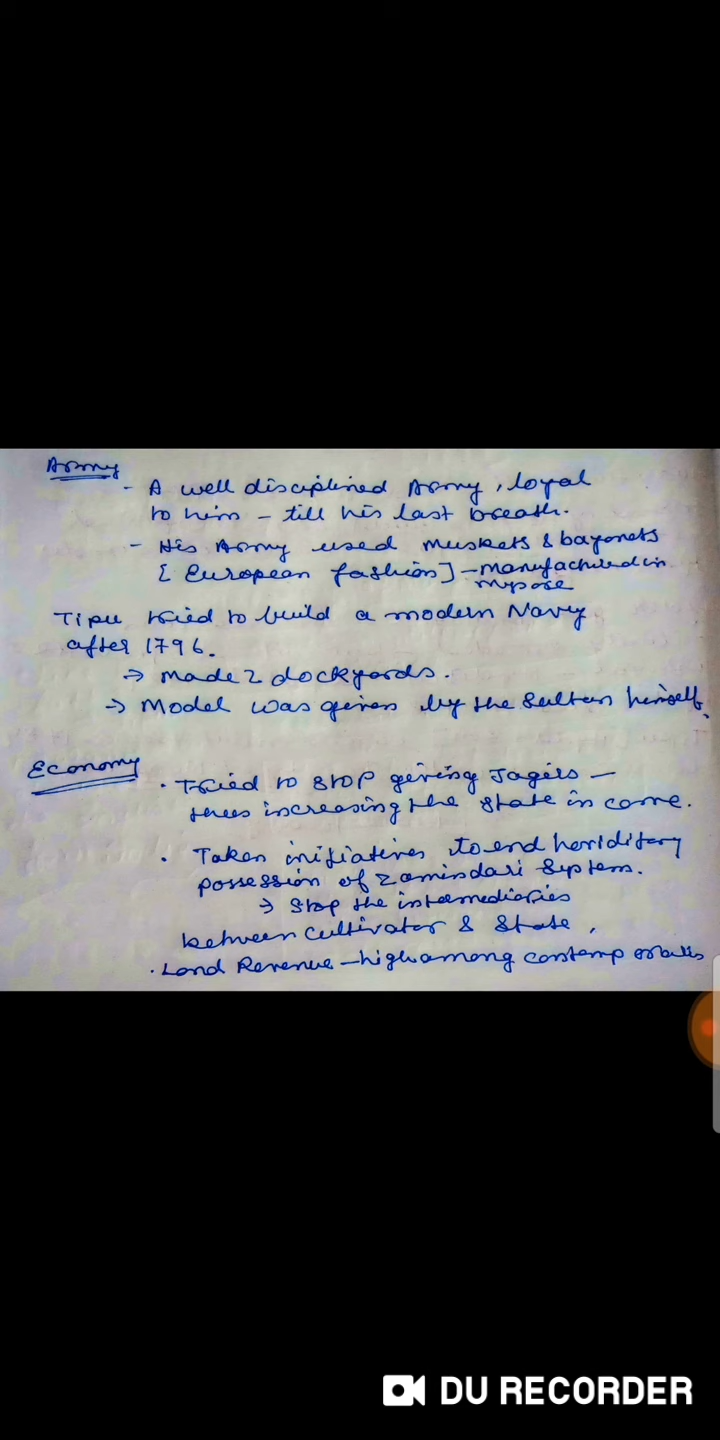 Army
- A well disciplined Army, loyal
to him - till his last breath.
- His Army used muskets & bayonets
[European fashion] - manufactured in
Mysore
Tipu tried to build a modern Navy
after 1796.
→ Made 2 dockyards.
→ Model was given by the Sultan himself.
Economy
• Tried to stop giving Jagirs -
thus increasing the state income.
• Taken initiatives to end heriditory
possession of Zamindari System.
→ Stop the intermediaries
between cultivator & State,
• Land Revenue - high among contemp
DU RECORDER